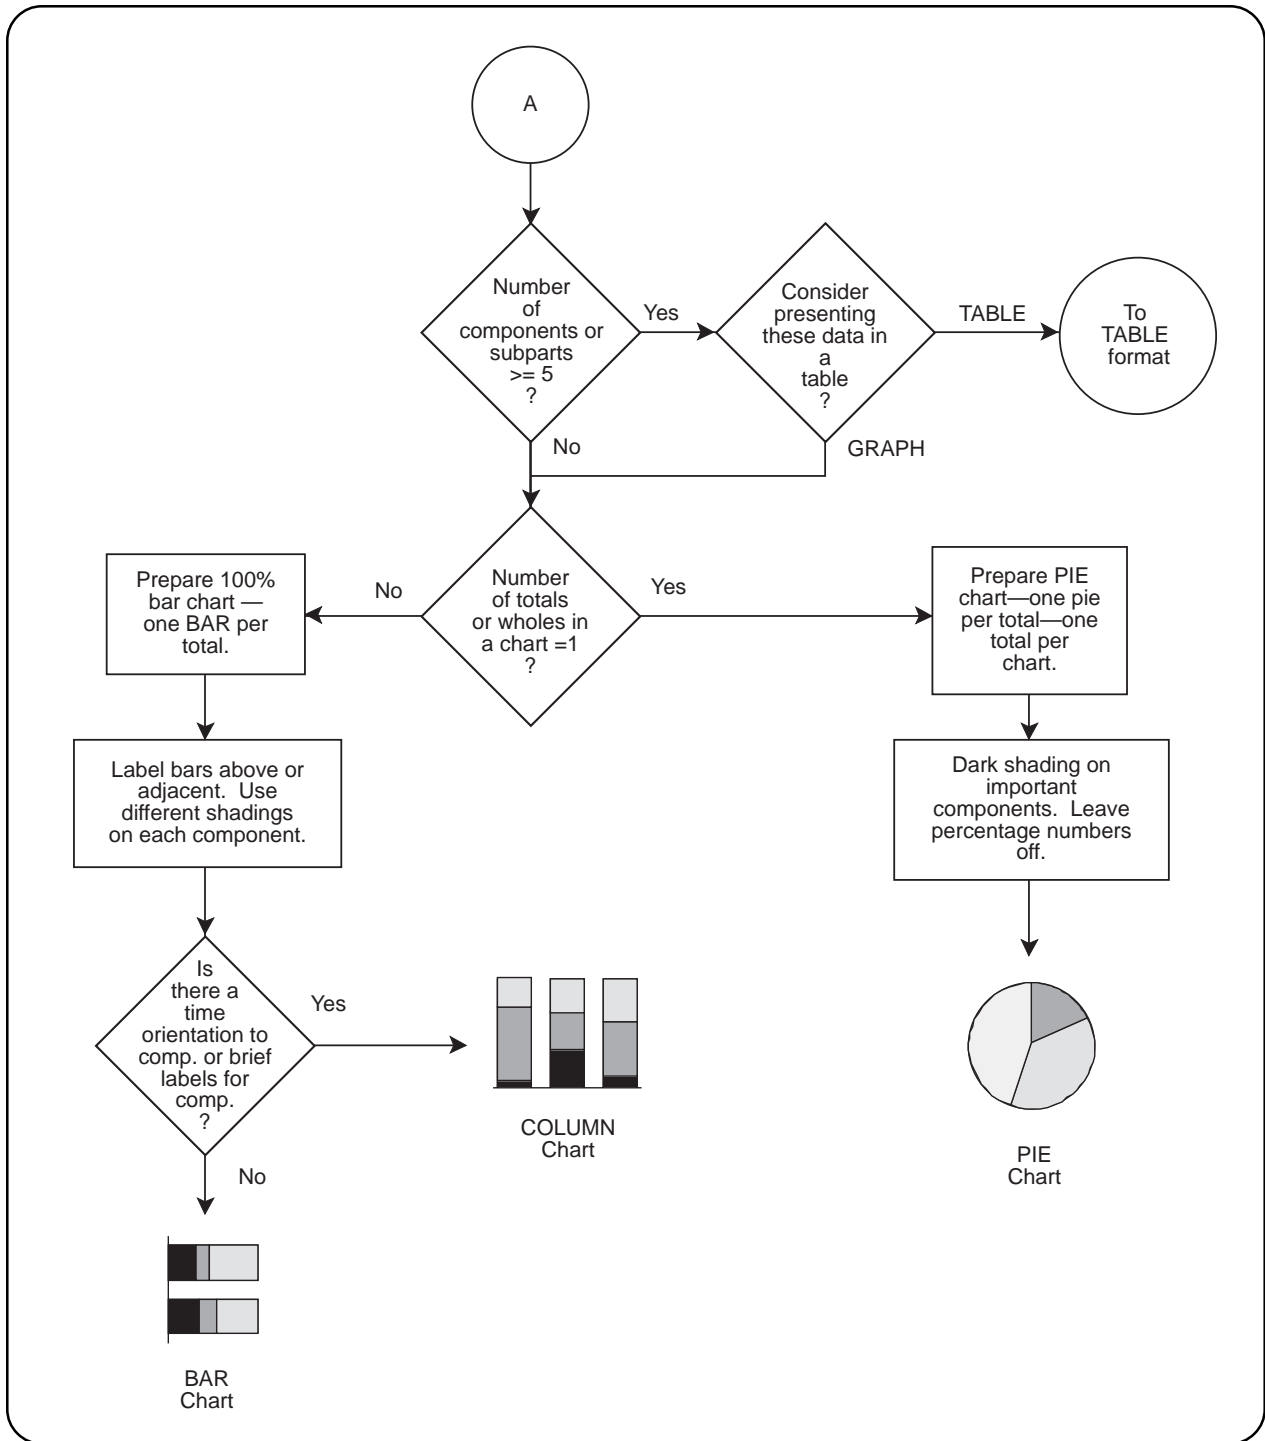 A
Number
of
components or
subparts
>= 5
?
Yes
Consider
presenting
these data in
a
table
?
TABLE
To
TABLE
format
No
GRAPH
Prepare 100%
bar chart —
one BAR per
total.
No
Number
of totals
or wholes in
a chart =1
?
Yes
Prepare PIE
chart—one pie
per total—one
total per
chart.
Label bars above or
adjacent.  Use
different shadings
on each component.
Dark shading on
important
components.  Leave
percentage numbers
off.
Is
there a
time
orientation to
comp. or brief
labels for
comp.
?
Yes
COLUMN
Chart
PIE
Chart
No
BAR
Chart